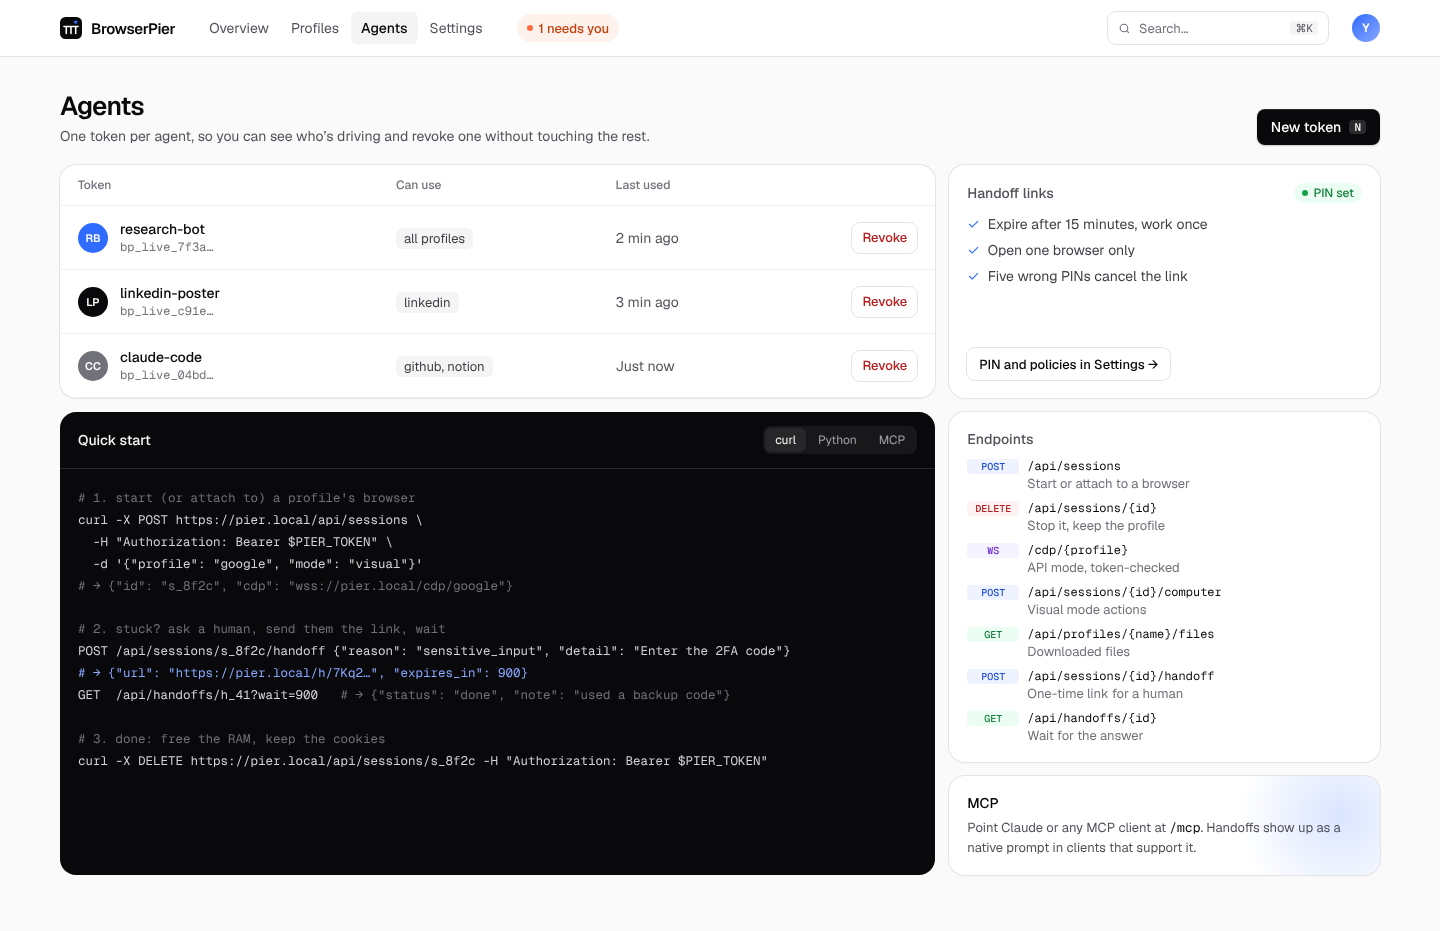 BrowserPier
Overview
Profiles
Agents
Settings
1 needs you
Search…
⌘K
Y
Agents
One token per agent, so you can see who’s driving and revoke one without touching the rest.
New token N
Token
Can use
Last used
RB
research-bot
bp_live_7f3a…
all profiles
2 min ago
Revoke
LP
linkedin-poster
bp_live_c91e…
linkedin
3 min ago
Revoke
CC
claude-code
bp_live_04bd…
github, notion
Just now
Revoke
Handoff links
PIN set
Expire after 15 minutes, work once
Open one browser only
Five wrong PINs cancel the link
PIN and policies in Settings →
Quick start
curl
Python
MCP
# 1. start (or attach to) a profile's browser
curl -X POST https://pier.local/api/sessions \
  -H "Authorization: Bearer $PIER_TOKEN" \
  -d '{"profile": "google", "mode": "visual"}'
# → {"id": "s_8f2c", "cdp": "wss://pier.local/cdp/google"}
# 2. stuck? ask a human, send them the link, wait
POST /api/sessions/s_8f2c/handoff {"reason": "sensitive_input", "detail": "Enter the 2FA code"}
# → {"url": "https://pier.local/h/7Kq2…", "expires_in": 900}
GET  /api/handoffs/h_41?wait=900   # → {"status": "done", "note": "used a backup code"}
# 3. done: free the RAM, keep the cookies
curl -X DELETE https://pier.local/api/sessions/s_8f2c -H "Authorization: Bearer $PIER_TOKEN"
Endpoints
POST /api/sessions
Start or attach to a browser
DELETE /api/sessions/{id}
Stop it, keep the profile
WS /cdp/{profile}
API mode, token-checked
POST /api/sessions/{id}/computer
Visual mode actions
GET /api/profiles/{name}/files
Downloaded files
POST /api/sessions/{id}/handoff
One-time link for a human
GET /api/handoffs/{id}
Wait for the answer
MCP
Point Claude or any MCP client at /mcp. Handoffs show up as a
native prompt in clients that support it.